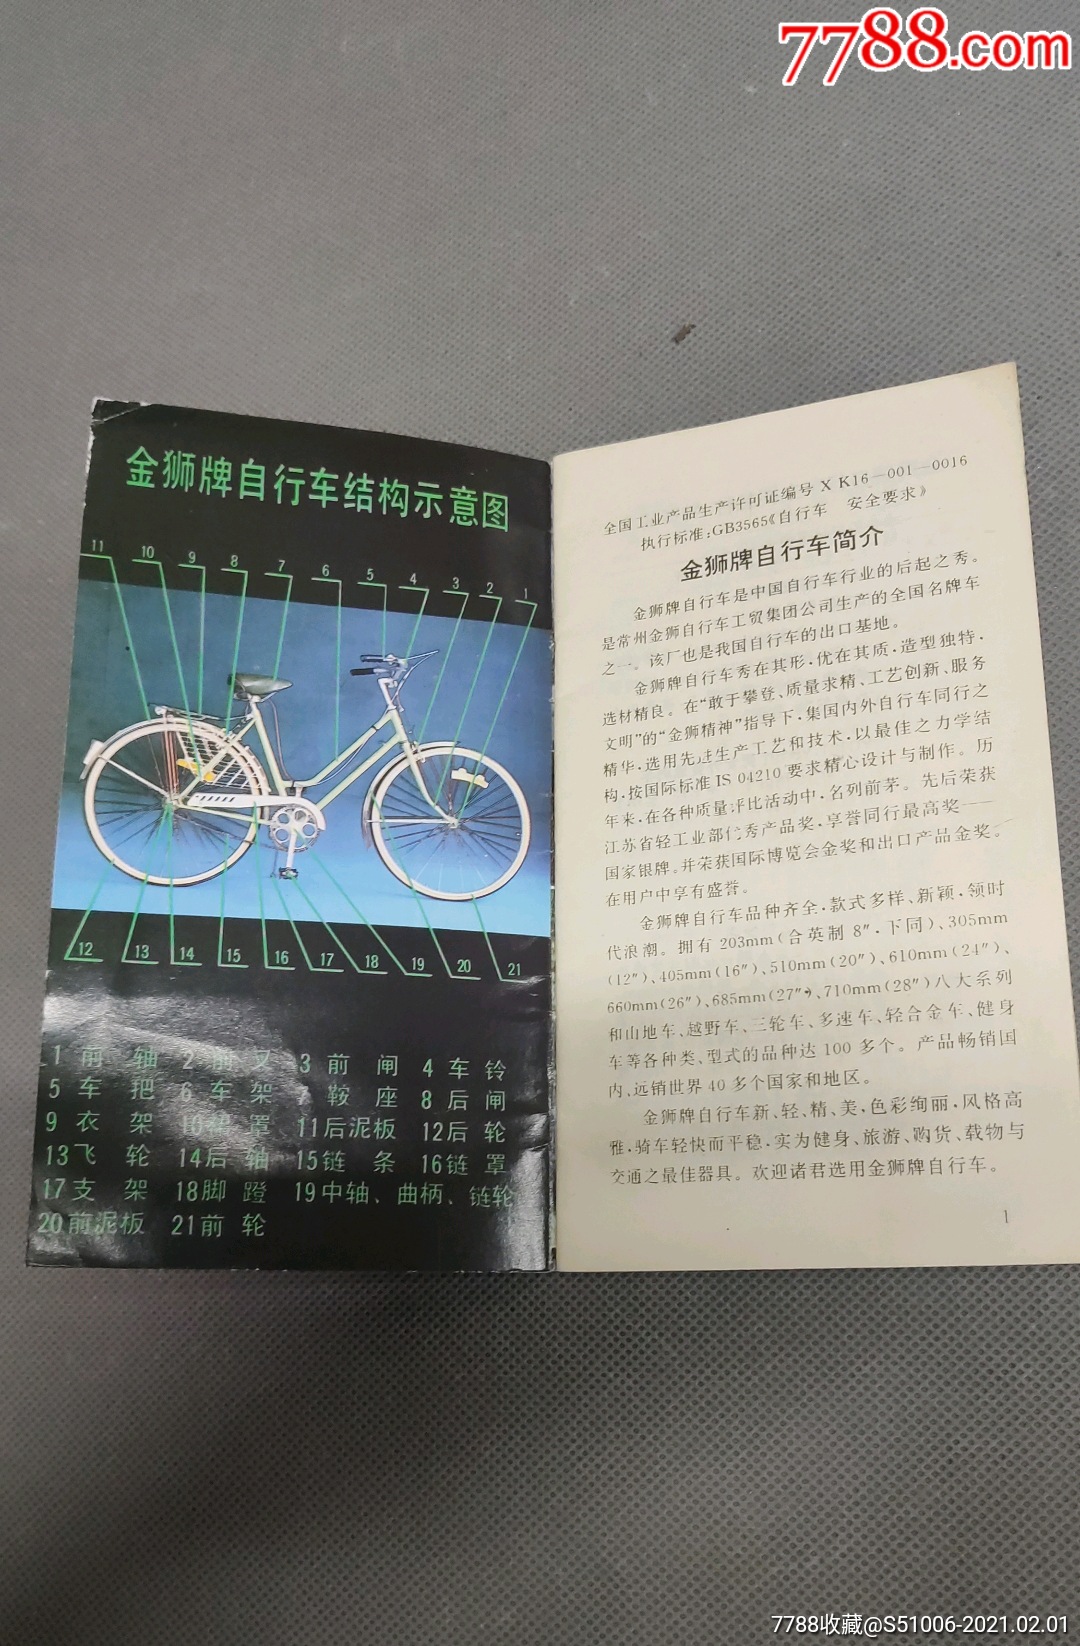 7788.com
金狮牌自行车结构示意图
11 10 9 8 7 6 5 4 3 2 1
12 13 14 15 16 17 18 19 20 21
1前轴 2前叉 3前闸 4车铃
5车把 6车架 7鞍座 8后闸
9衣架 10 罩 11后泥板 12后轮
13飞轮 14后轴 15链条 16链罩
17支架 18脚蹬 19中轴、曲柄、链轮
20前泥板 21前轮
全国工业产品生产许可证编号XK16—001—0016
执行标准:GB3565《自行车 安全要求》
金狮牌自行车简介
金狮牌自行车是中国自行车行业的后起之秀。
是常州金狮自行车工贸集团公司生产的全国名牌车
之一。该厂也是我国自行车的出口基地。
金狮牌自行车秀在其形,优在其质,造型独特,
选材精良。在“敢于攀登、质量求精、工艺创新、服务
文明”的“金狮精神”指导下,集国内外自行车同行之
精华,选用先进生产工艺和技术,以最佳之力学结
构,按国际标准IS 04210要求精心设计与制作。历
年来,在各种质量评比活动中,名列前茅。先后荣获
江苏省轻工业部优秀产品奖,享誉同行最高奖——
国家银牌。并荣获国际博览会金奖和出口产品金奖。
在用户中享有盛誉。
金狮牌自行车品种齐全,款式多样、新颖,领时
代浪潮。拥有203mm(合英制8″,下同)、305mm
(12″)、405mm(16″)、510mm(20″)、610mm(24″)、
660mm(26″)、685mm(27″)、710mm(28″)八大系列
和山地车、越野车、三轮车、多速车、轻合金车、健身
车等各种类、型式的品种达100多个。产品畅销国
内、远销世界40多个国家和地区。
金狮牌自行车新、轻、精、美,色彩绚丽,风格高
雅,骑车轻快而平稳,实为健身、旅游、购货、载物与
交通之最佳器具。欢迎诸君选用金狮牌自行车。
1
7788收藏@S51006-2021.02.01